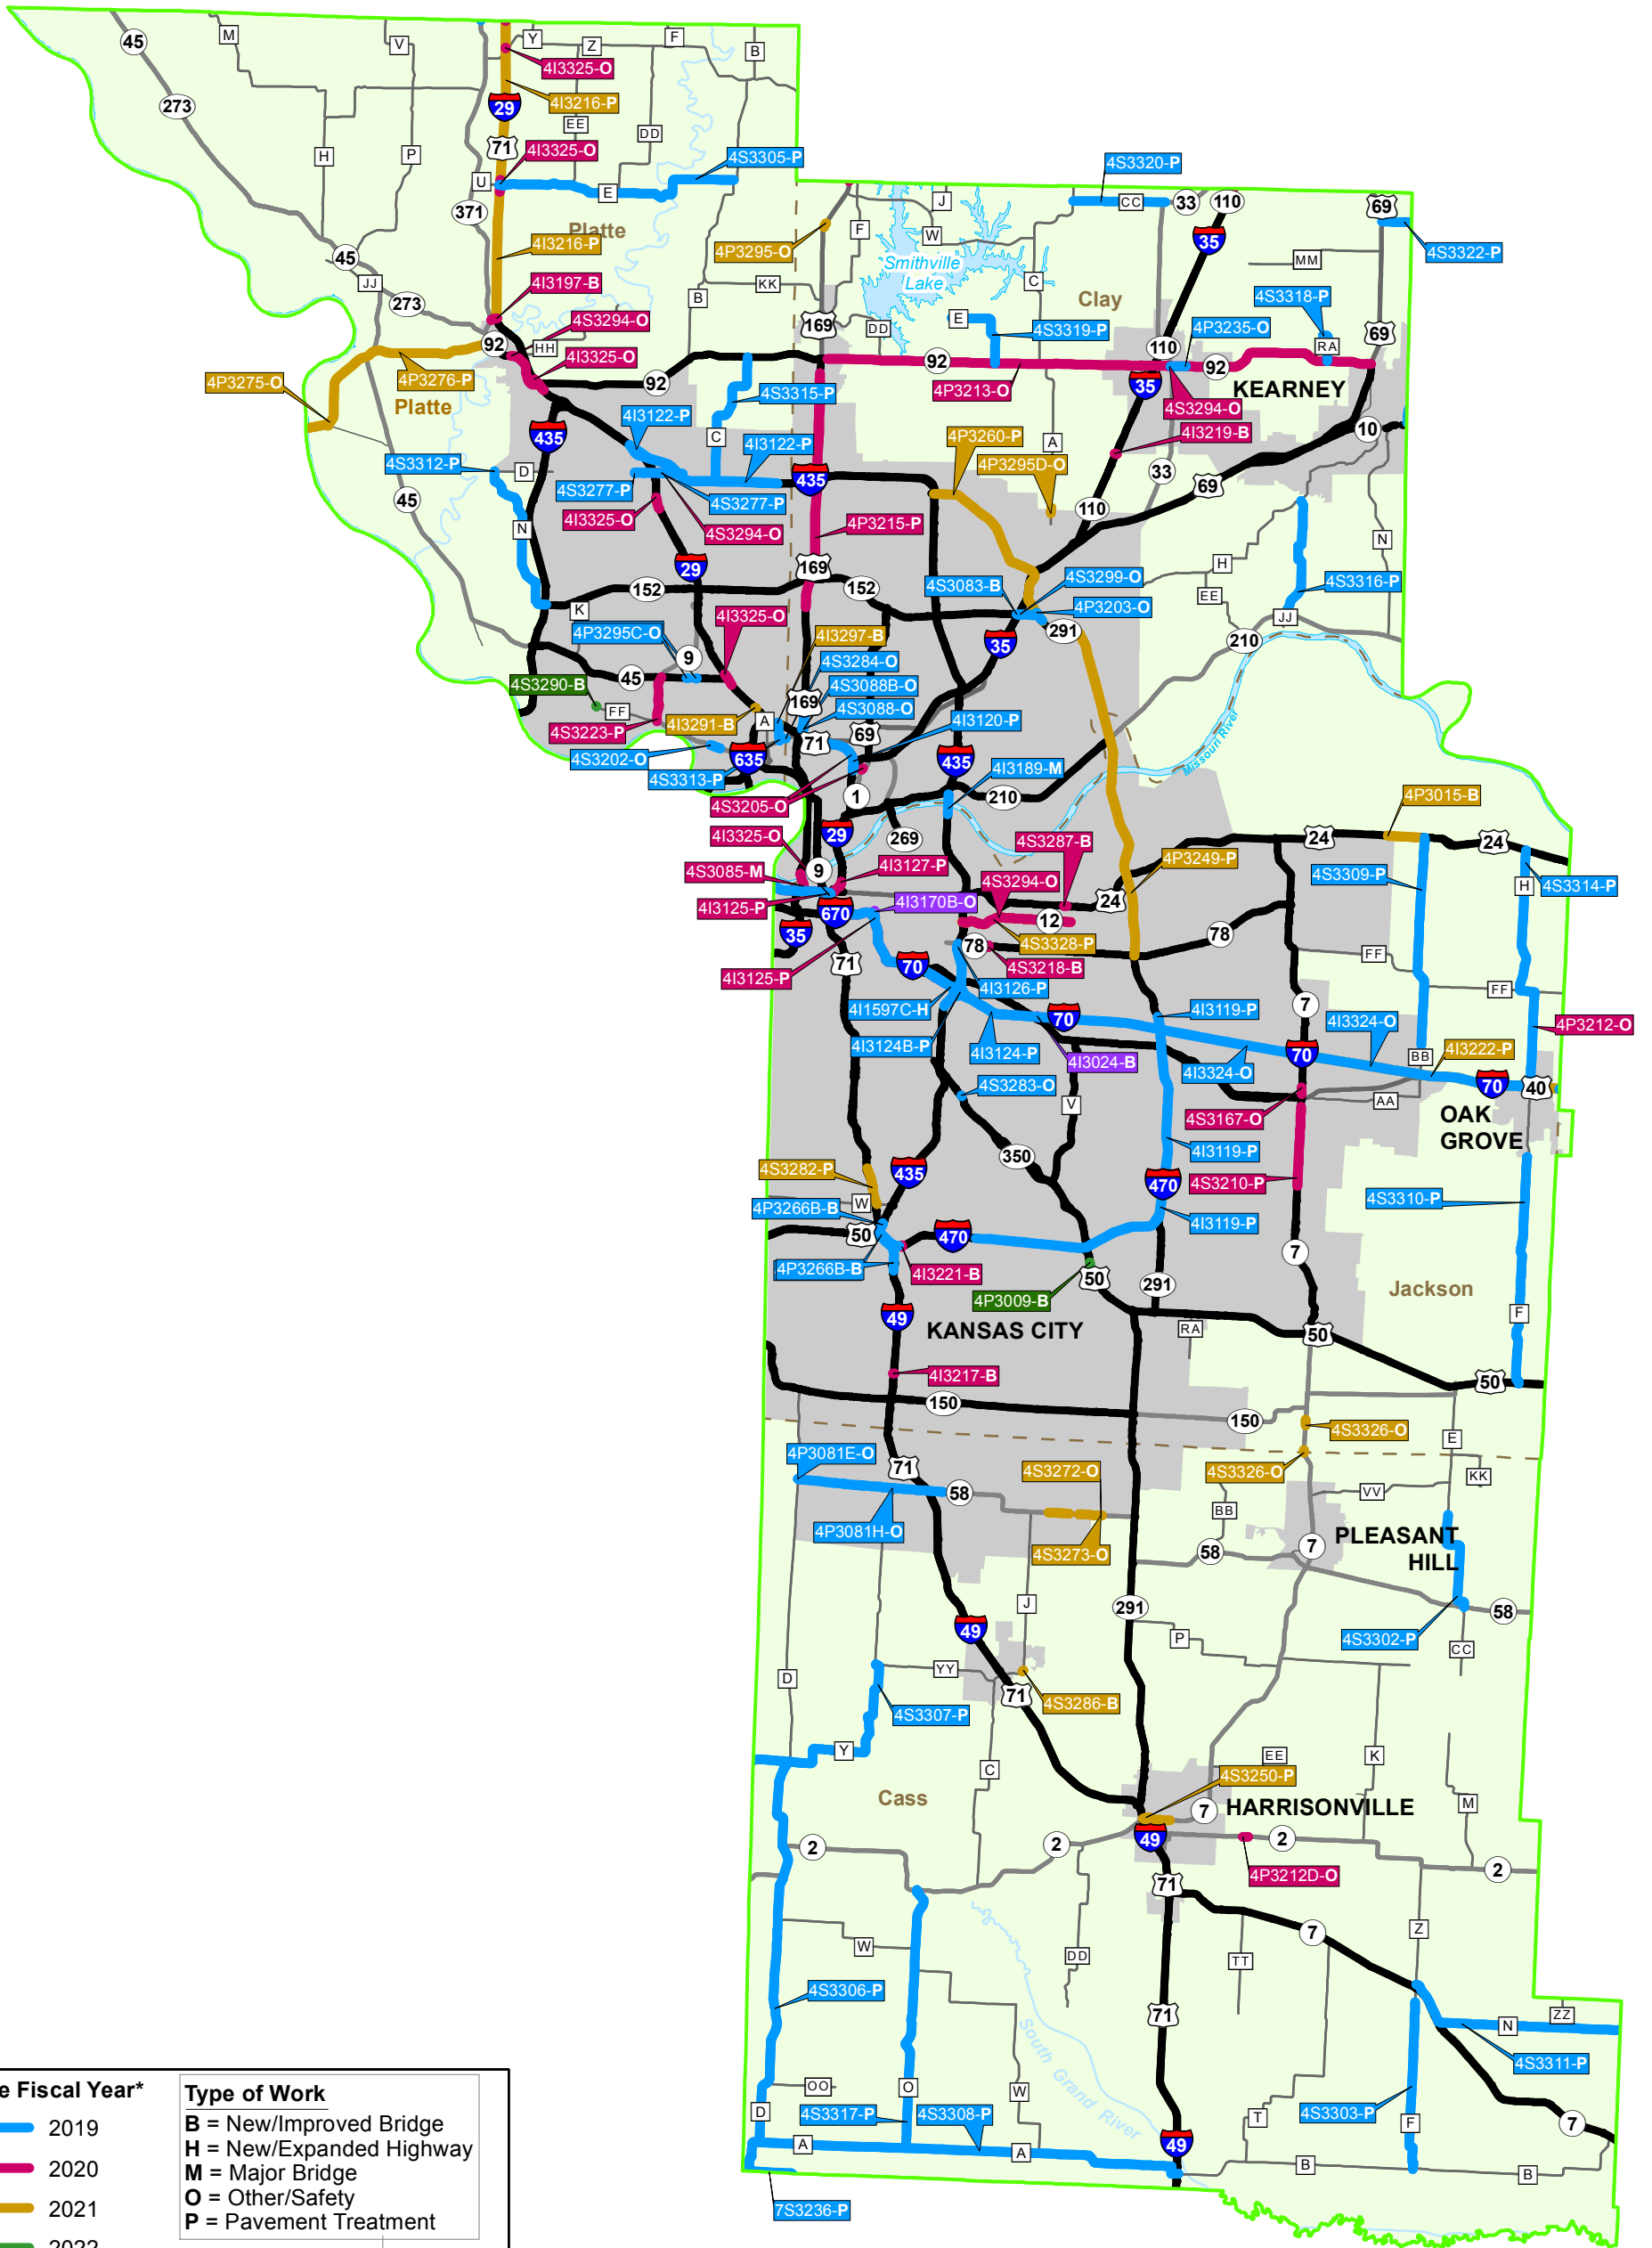 45
M
V
Y
Z
F
B
4I3325-O
4I3216-P
273
29
EE
DD
71
H
P
4I3325-O
4S3305-P
U
E
371
Platte
4I3216-P
4S3320-P
CC
33
110
69
J
F
W
35
4S3322-P
4P3295-O
45
Smithville
Lake
MM
JJ
KK
C
4I3197-B
B
Clay
4S3318-P
273
4S3294-O
169
DD
E
4S3319-P
4P3235-O
69
92
HH
4I3325-O
110
RA
4P3275-O
4P3276-P
92
92
92
Platte
4P3213-O
35
KEARNEY
4S3315-P
4S3294-O
4I3122-P
4I3219-B
10
435
C
4I3122-P
4P3260-P
A
4S3312-P
D
4P3295D-O
33
4S3277-P
435
69
45
4S3277-P
110
4I3325-O
4S3294-O
4P3215-P
N
N
29
169
H
152
152
4S3083-B
4S3299-O
4S3316-P
K
4P3203-O
EE
JJ
4P3295C-O
4I3325-O
4I3297-B
291
210
9
4S3284-O
35
45
4S3088B-O
4S3290-B
169
4S3088-O
FF
4I3291-B
A
4I3120-P
4S3223-P
71
69
Missouri River
4S3202-O
635
435
4I3189-M
4S3313-P
4S3205-O
1
210
4P3015-B
4I3325-O
29
269
4S3287-B
24
24
4S3085-M
9
4I3127-P
4S3294-O
4P3249-P
4S3309-P
H
4S3314-P
4I3125-P
670
4I3170B-O
24
35
12
78
4S3328-P
78
71
4I3125-P
70
4S3218-B
FF
4I3126-P
FF
4I1597C-H
70
4I3119-P
7
4I3324-O
4P3212-O
4I3124B-P
4I3124-P
4I3024-B
4I3324-O
70
BB
4I3222-P
4S3283-O
70
40
V
AA
4S3167-O
OAK
GROVE
350
4I3119-P
4S3282-P
435
470
4S3210-P
4S3310-P
W
4P3266B-B
4I3119-P
50
470
7
4P3266B-B
4I3221-B
50
291
Jackson
4P3009-B
49
KANSAS CITY
RA
50
F
4I3217-B
50
150
150
4S3326-O
4P3081E-O
E
71
4S3272-O
4S3326-O
KK
58
VV
BB
4P3081H-O
4S3273-O
58
7
PLEASANT
HILL
J
291
58
49
P
4S3302-P
CC
D
YY
71
4S3286-B
4S3307-P
Y
C
EE
K
4S3250-P
Cass
7
HARRISONVILLE
M
2
2
49
2
2
4P3212D-O
71
W
DD
7
Z
TT
4S3306-P
71
South Grand River
ZZ
N
4S3311-P
OO
O
W
D
4S3317-P
4S3308-P
T
4S3303-P
F
7
A
A
49
B
B
7S3236-P
e Fiscal Year*
2019
2020
2021
2022
Type of Work
B = New/Improved Bridge
H = New/Expanded Highway
M = Major Bridge
O = Other/Safety
P = Pavement Treatment